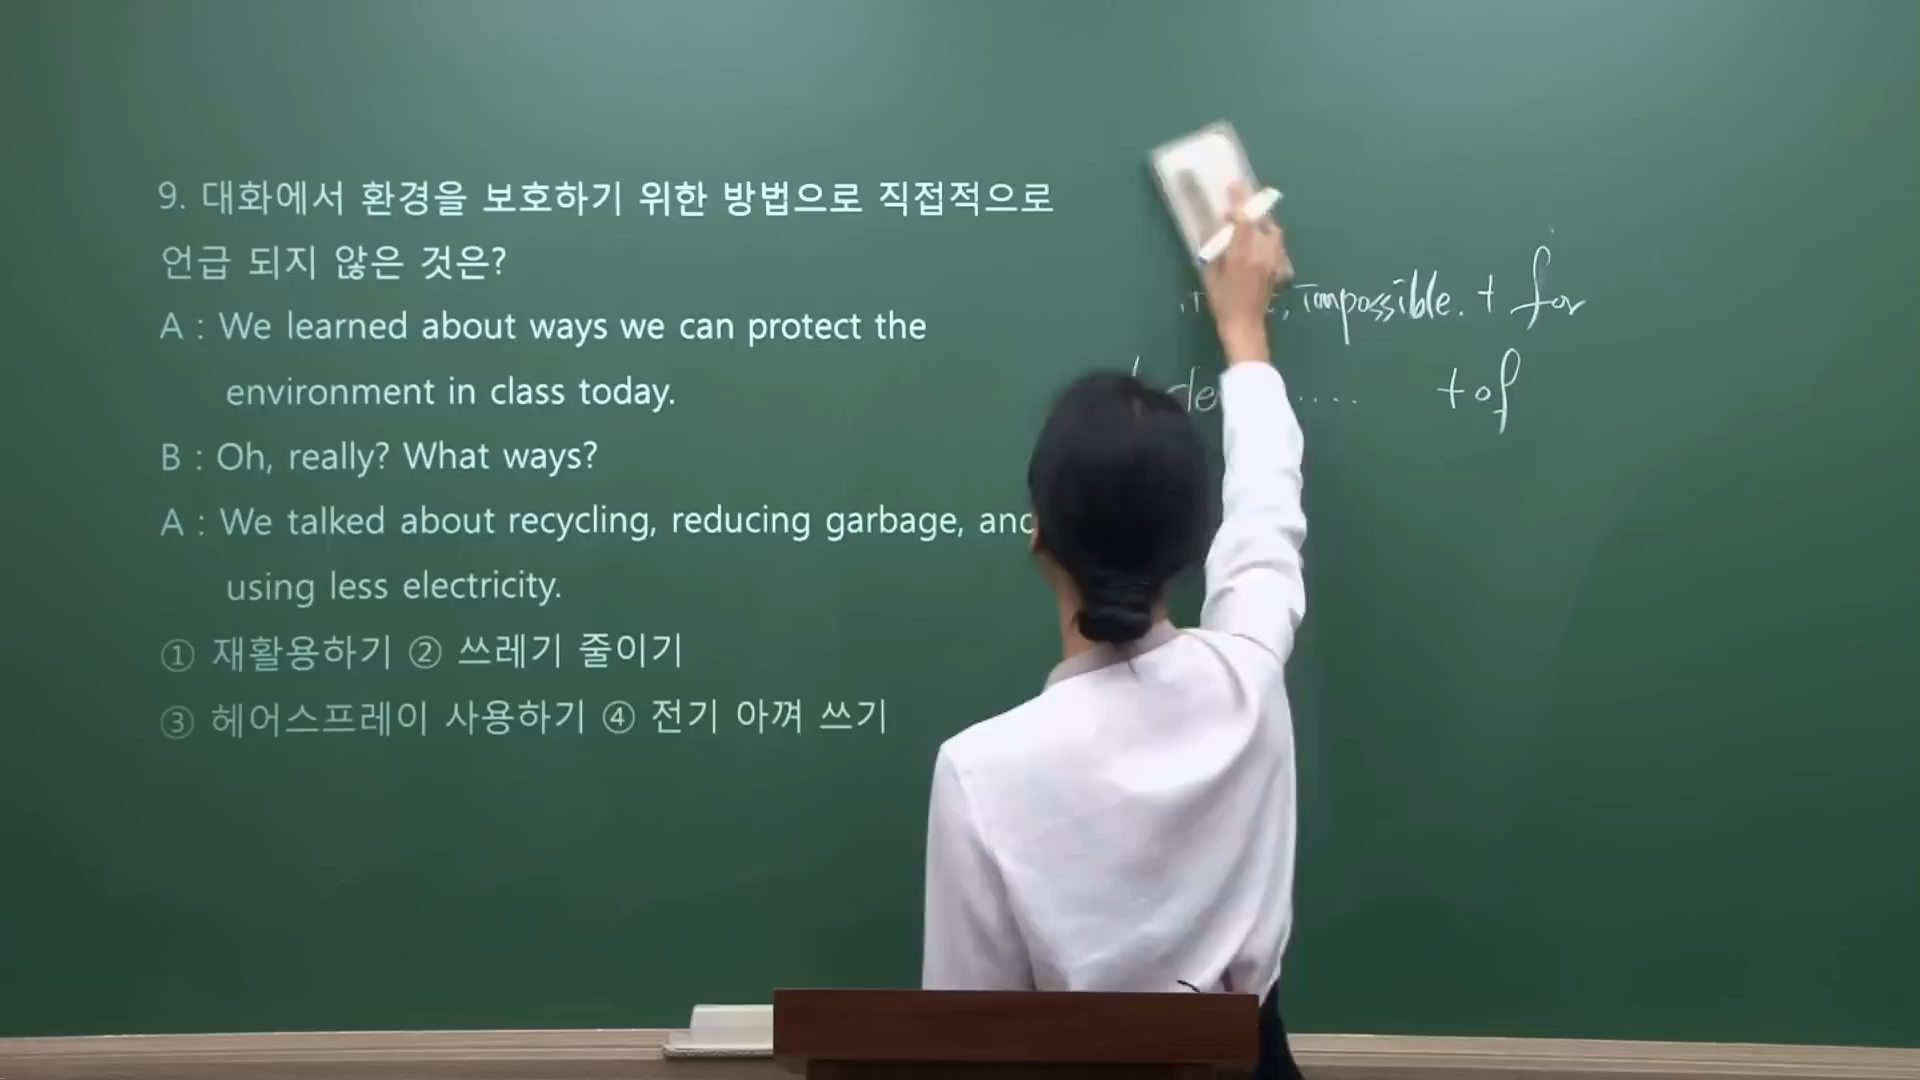 9. 대화에서 환경을 보호하기 위한 방법으로 직접적으로
언급 되지 않은 것은?
A : We learned about ways we can protect the
environment in class today.
B : Oh, really? What ways?
A : We talked about recycling, reducing garbage, and
using less electricity.
① 재활용하기 ② 쓰레기 줄이기
③ 헤어스프레이 사용하기 ④ 전기 아껴 쓰기
impossible. + for
..... + of